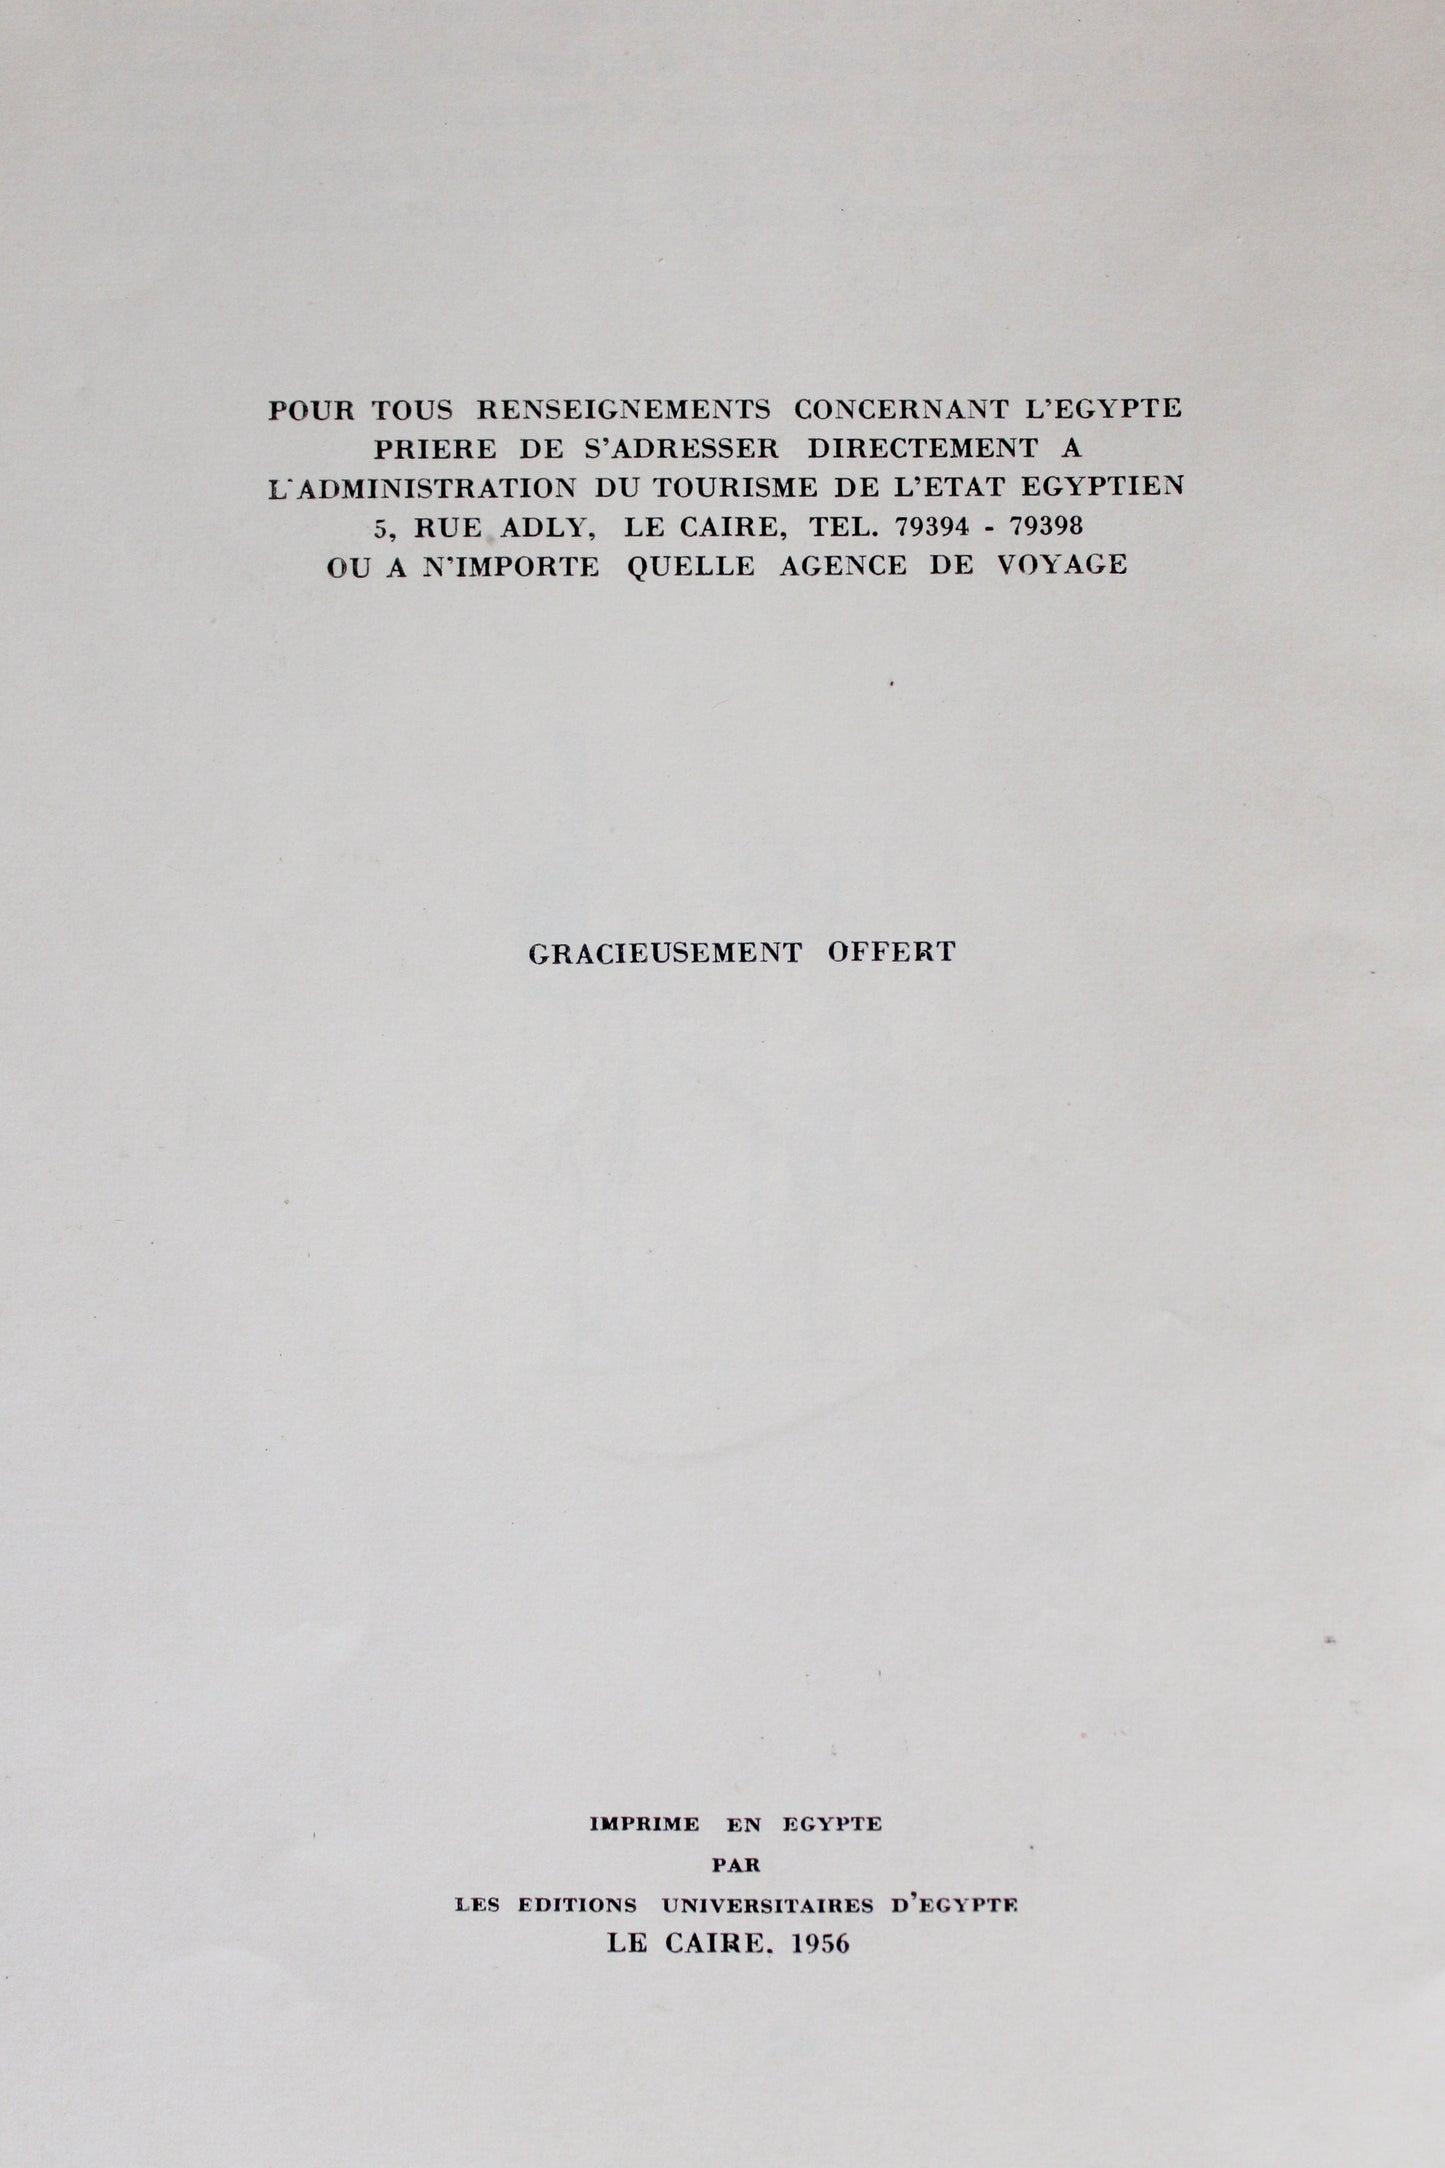 POUR TOUS RENSEIGNEMENTS CONCERNANT L'EGYPTE
PRIERE DE S'ADRESSER DIRECTEMENT A
L'ADMINISTRATION DU TOURISME DE L'ETAT EGYPTIEN
5, RUE ADLY, LE CAIRE, TEL. 79394 - 79398
OU A N'IMPORTE QUELLE AGENCE DE VOYAGE
GRACIEUSEMENT OFFERT
IMPRIME EN EGYPTE
PAR
LES EDITIONS UNIVERSITAIRES D'EGYPTE
LE CAIRE. 1956